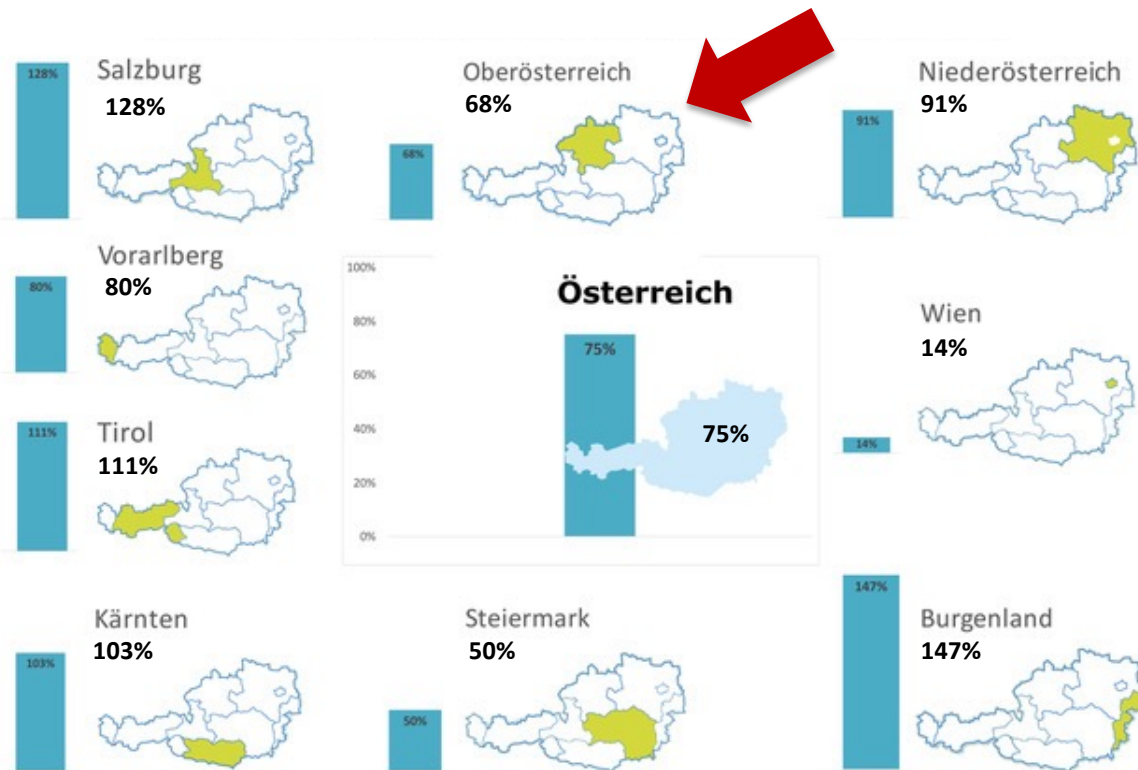 128%
Salzburg
128%
Oberösterreich
68%
68%
Niederösterreich
91%
91%
Vorarlberg
80%
80%
100%
80%
60%
40%
20%
0%
Österreich
75%
75%
Wien
14%
14%
Tirol
111%
111%
Kärnten
103%
103%
Steiermark
50%
50%
147%
Burgenland
147%